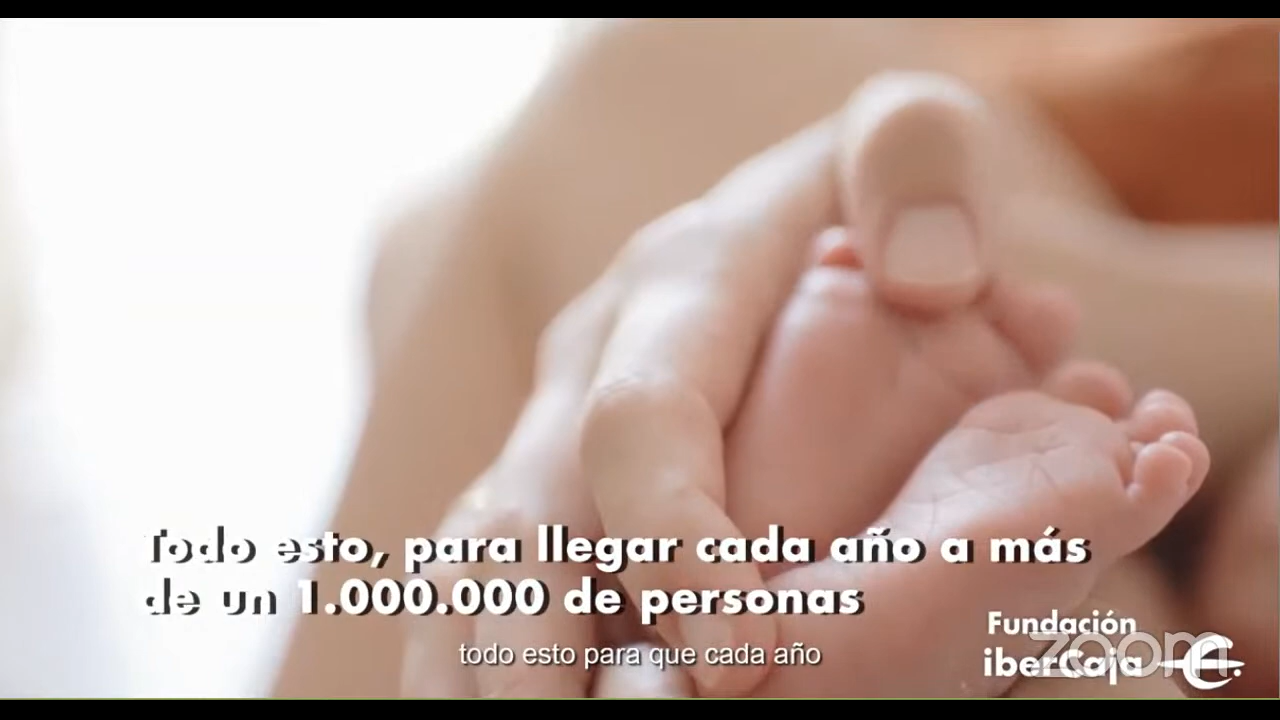 Todo esto, para llegar cada año a más
de un 1.000.000 de personas
todo esto para que cada año
Fundación
iberCaja
zoom